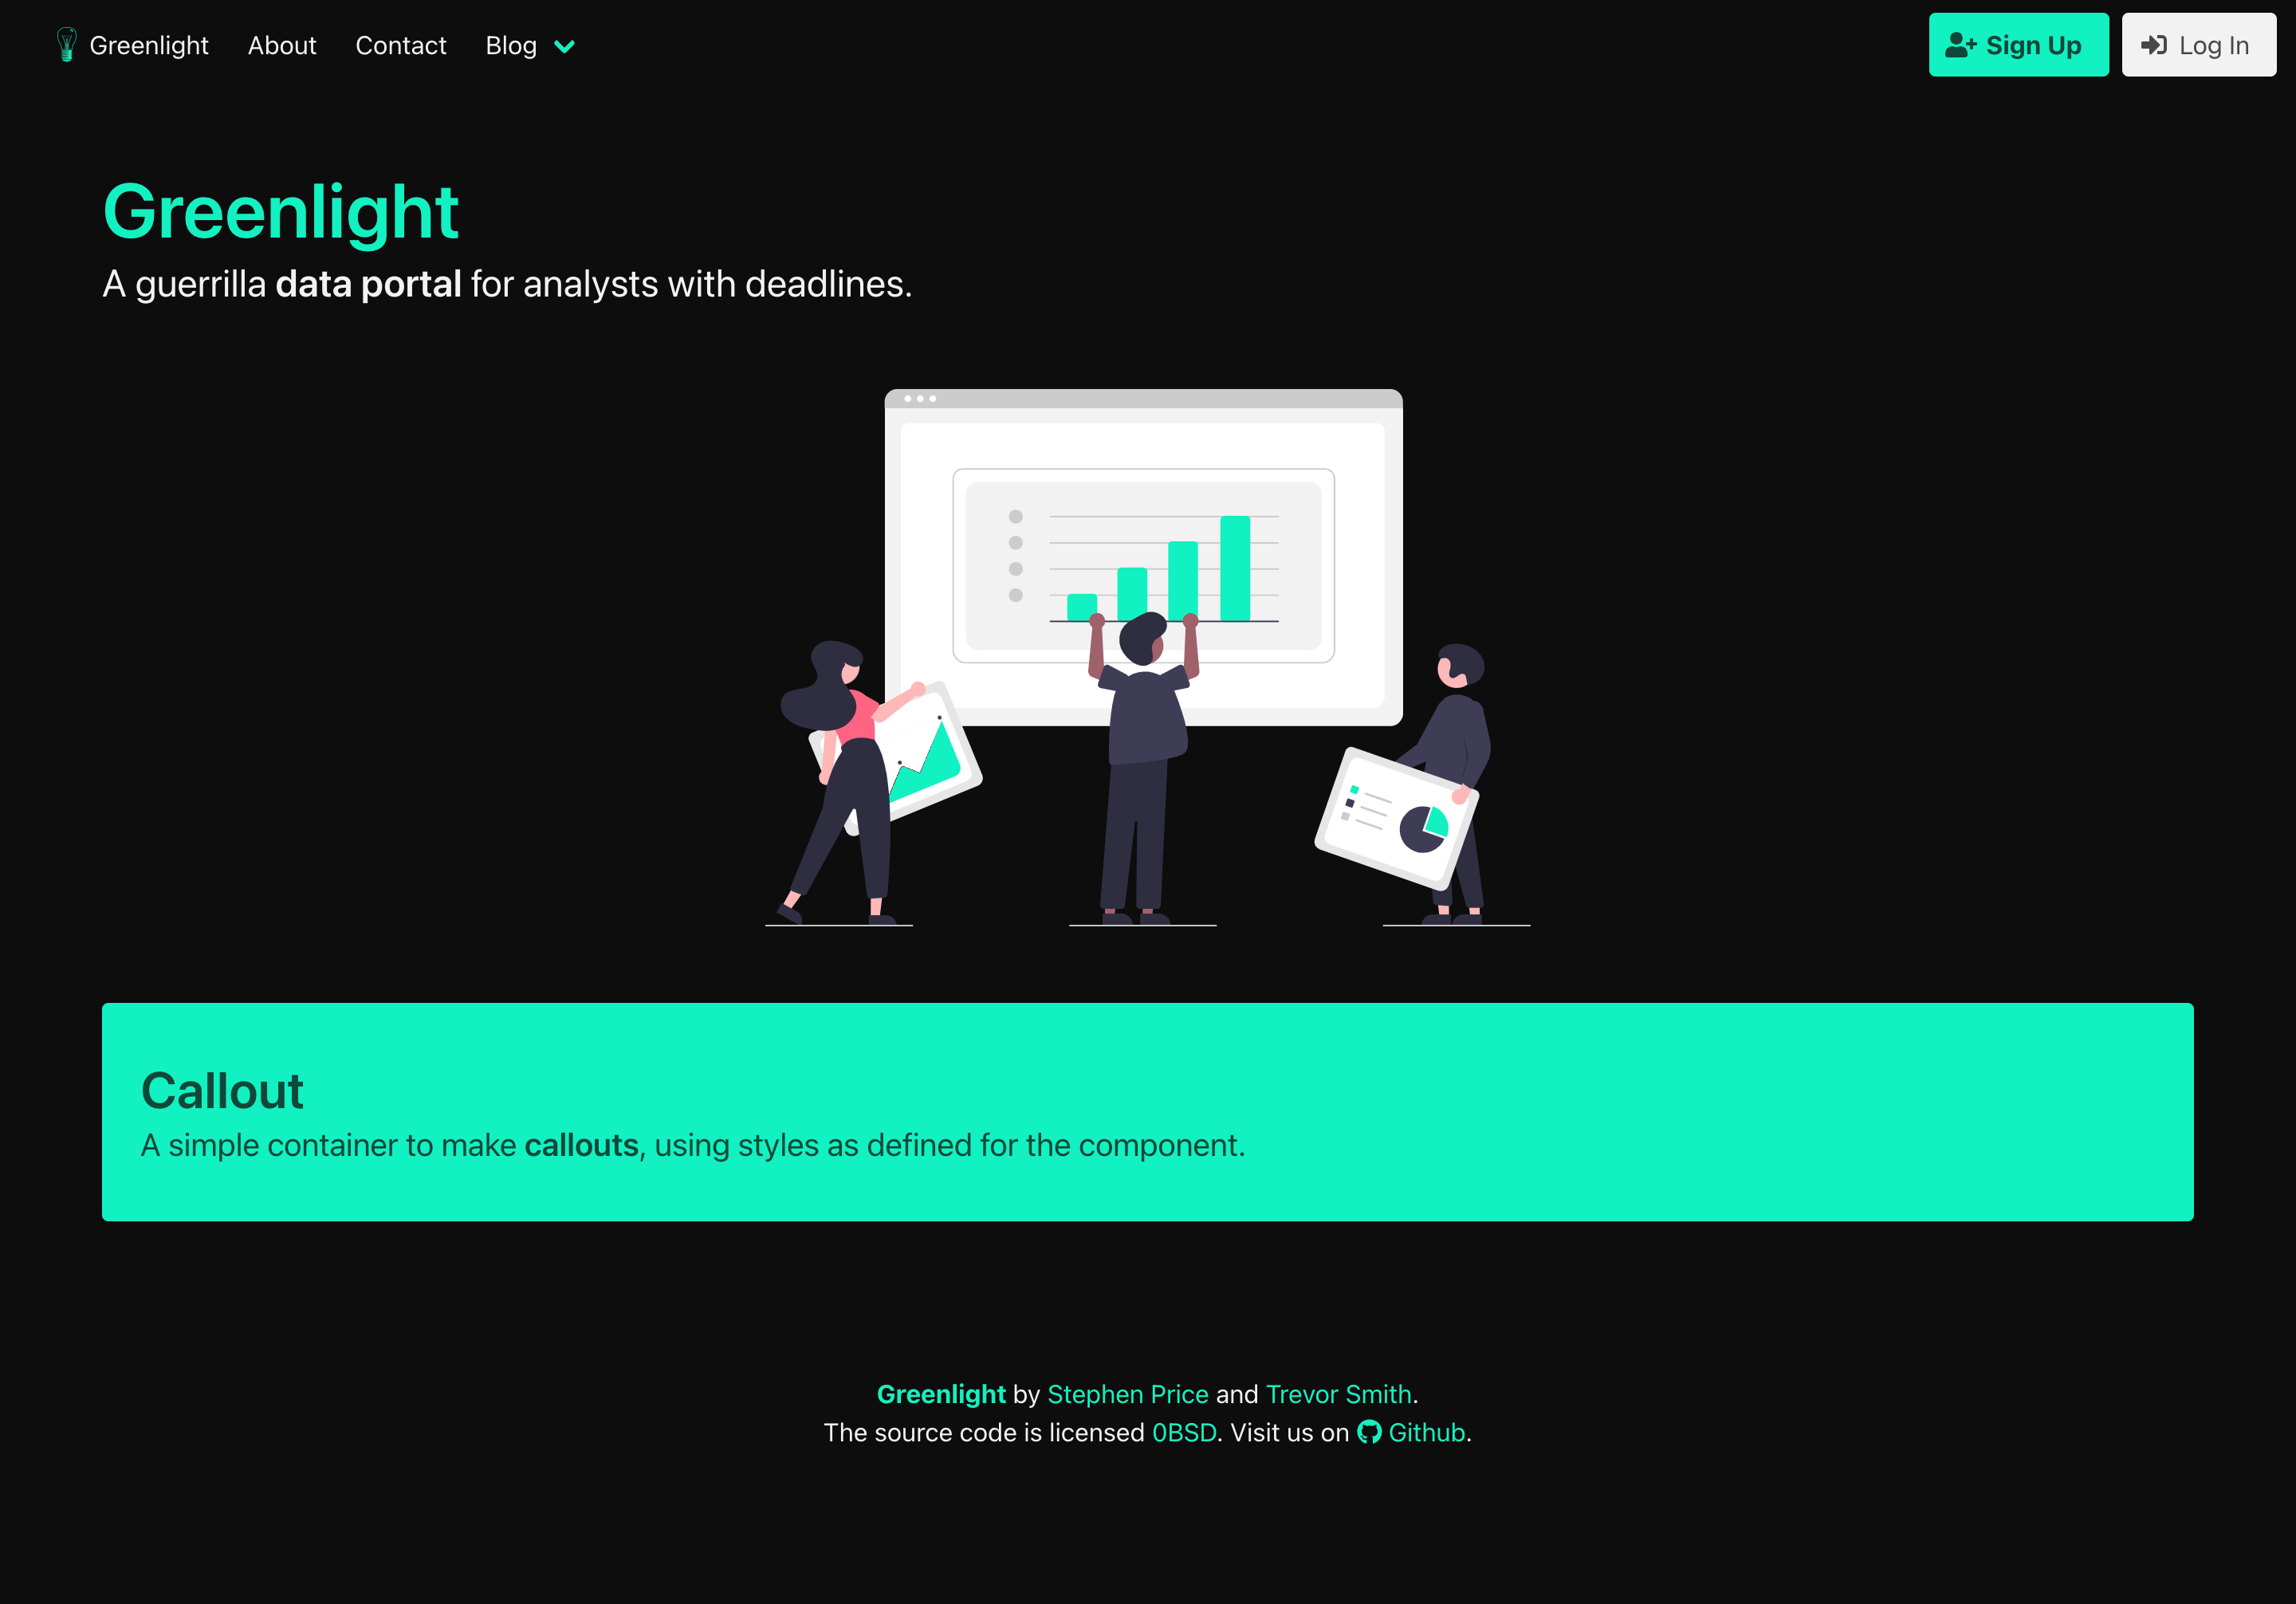 Greenlight About Contact Blog Sign Up Log In
Greenlight
A guerrilla data portal for analysts with deadlines.
Callout
A simple container to make callouts, using styles as defined for the component.
Greenlight by Stephen Price and Trevor Smith.
The source code is licensed 0BSD. Visit us on Github.